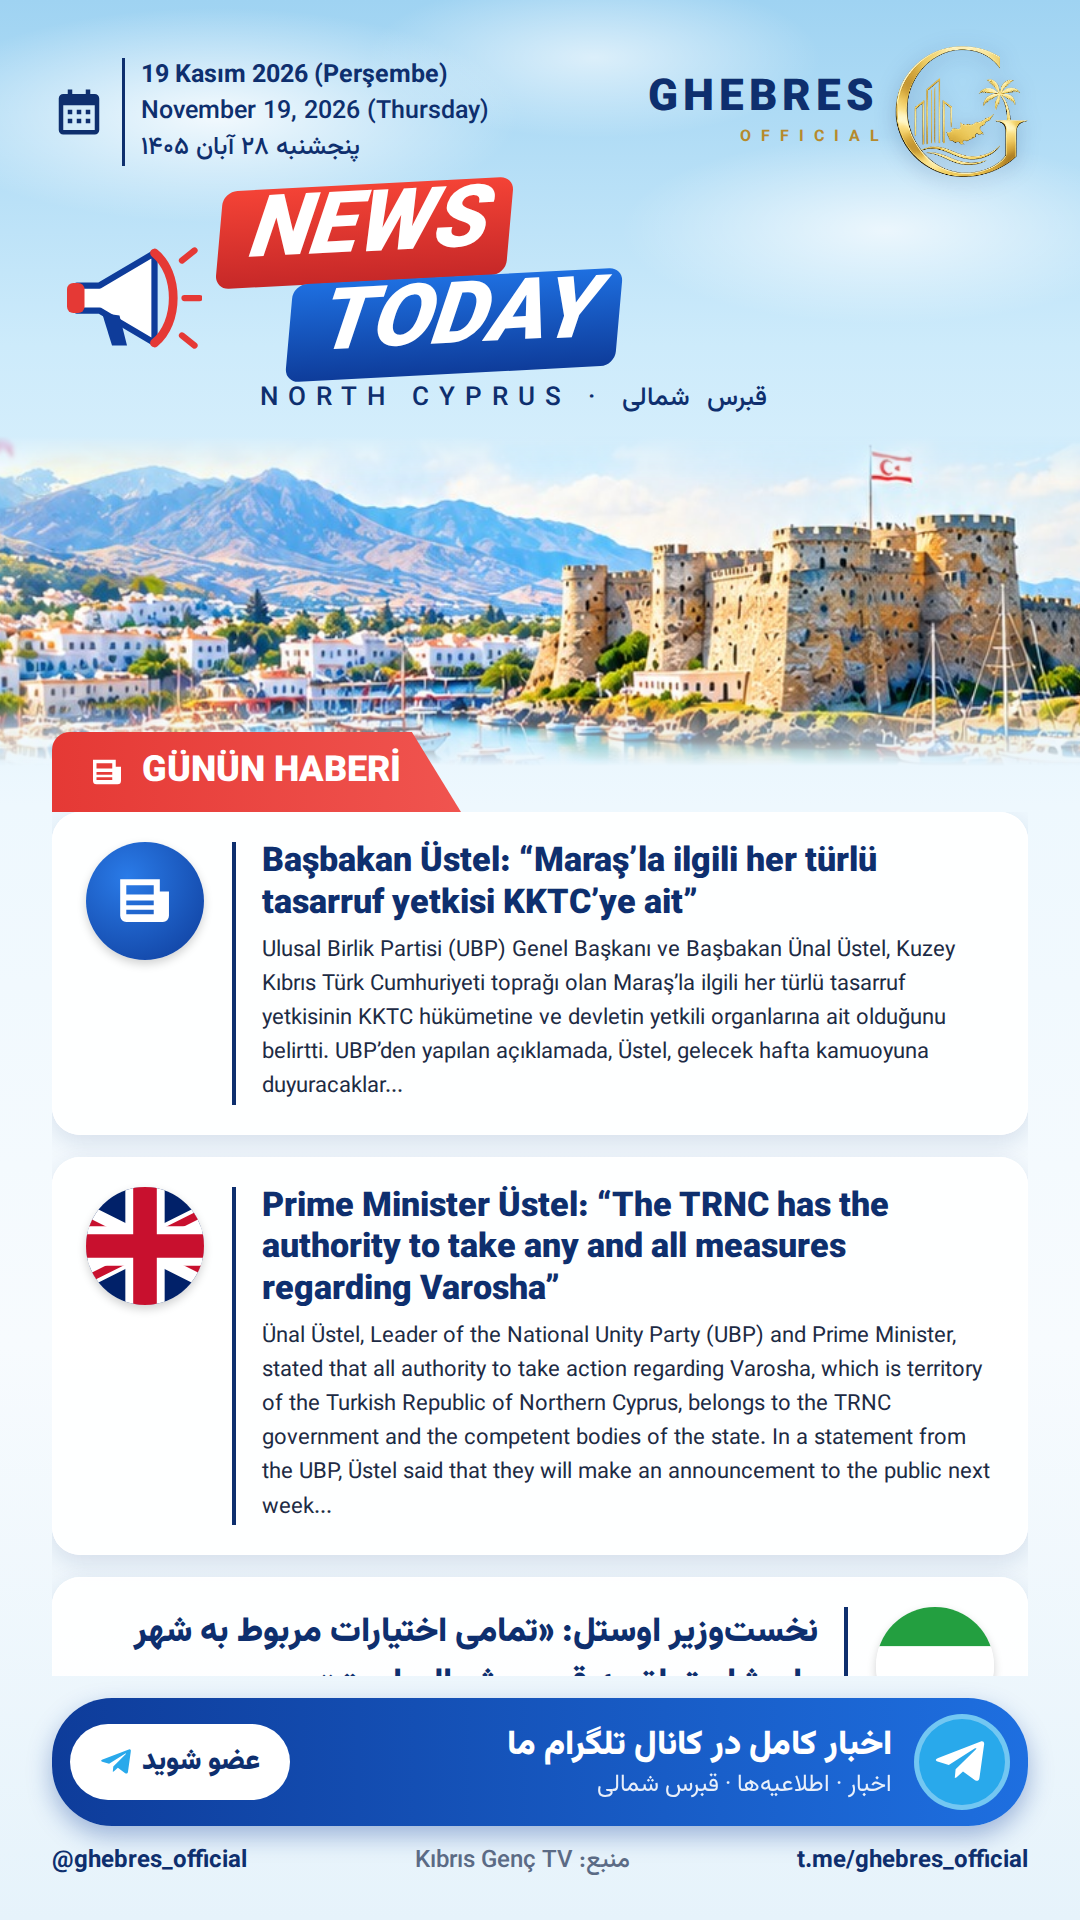 19 Kasım 2026 (Perşembe)
November 19, 2026 (Thursday)
پنجشنبه ۲۸ آبان ۱۴۰۵
GHEBRES
OFFICIAL
NEWS
TODAY
NORTH CYPRUS · قبرس شمالی
GÜNÜN HABERİ
Başbakan Üstel: “Maraş’la ilgili her türlü
tasarruf yetkisi KKTC’ye ait”
Ulusal Birlik Partisi (UBP) Genel Başkanı ve Başbakan Ünal Üstel, Kuzey
Kıbrıs Türk Cumhuriyeti toprağı olan Maraş’la ilgili her türlü tasarruf
yetkisinin KKTC hükümetine ve devletin yetkili organlarına ait olduğunu
belirtti. UBP’den yapılan açıklamada, Üstel, gelecek hafta kamuoyuna
duyuracaklar...
Prime Minister Üstel: “The TRNC has the
authority to take any and all measures
regarding Varosha”
Ünal Üstel, Leader of the National Unity Party (UBP) and Prime Minister,
stated that all authority to take action regarding Varosha, which is territory
of the Turkish Republic of Northern Cyprus, belongs to the TRNC
government and the competent bodies of the state. In a statement from
the UBP, Üstel said that they will make an announcement to the public next
week...
نخست‌وزیر اوستل: «تمامی اختیارات مربوط به شهر
اخبار کامل در کانال تلگرام ما
اخبار · اطلاعیه‌ها · قبرس شمالی
عضو شوید
@ghebres_official
منبع: Kıbrıs Genç TV
t.me/ghebres_official